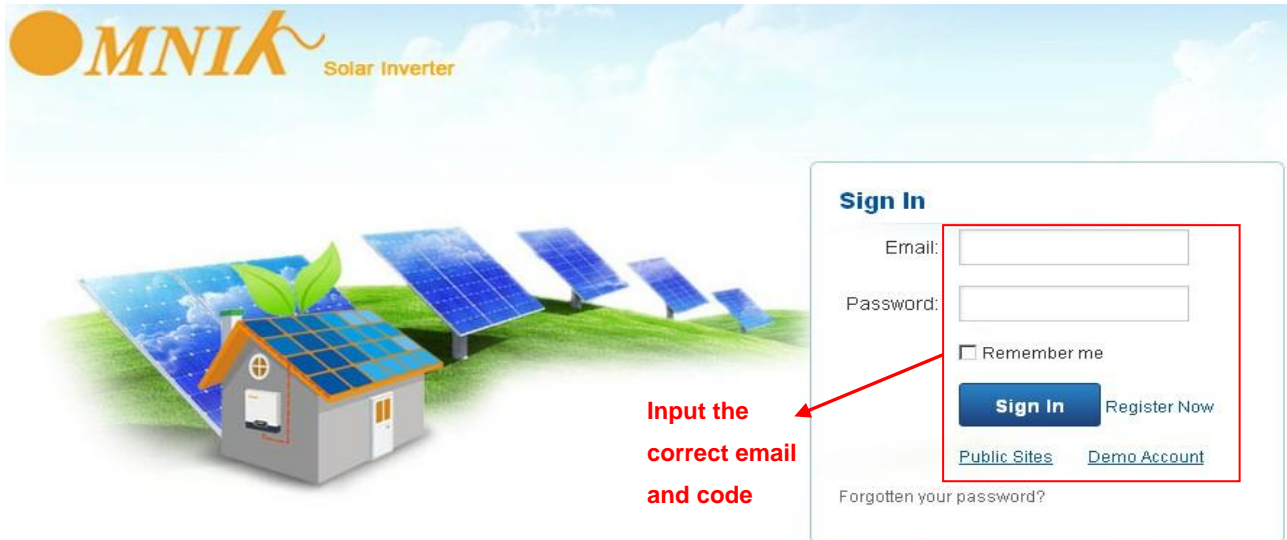 OMNIK
Solar Inverter
Sign In
Email:
Password:
Remember me
Sign In Register Now
Public Sites Demo Account
Forgotten your password?
Input the
correct email
and code